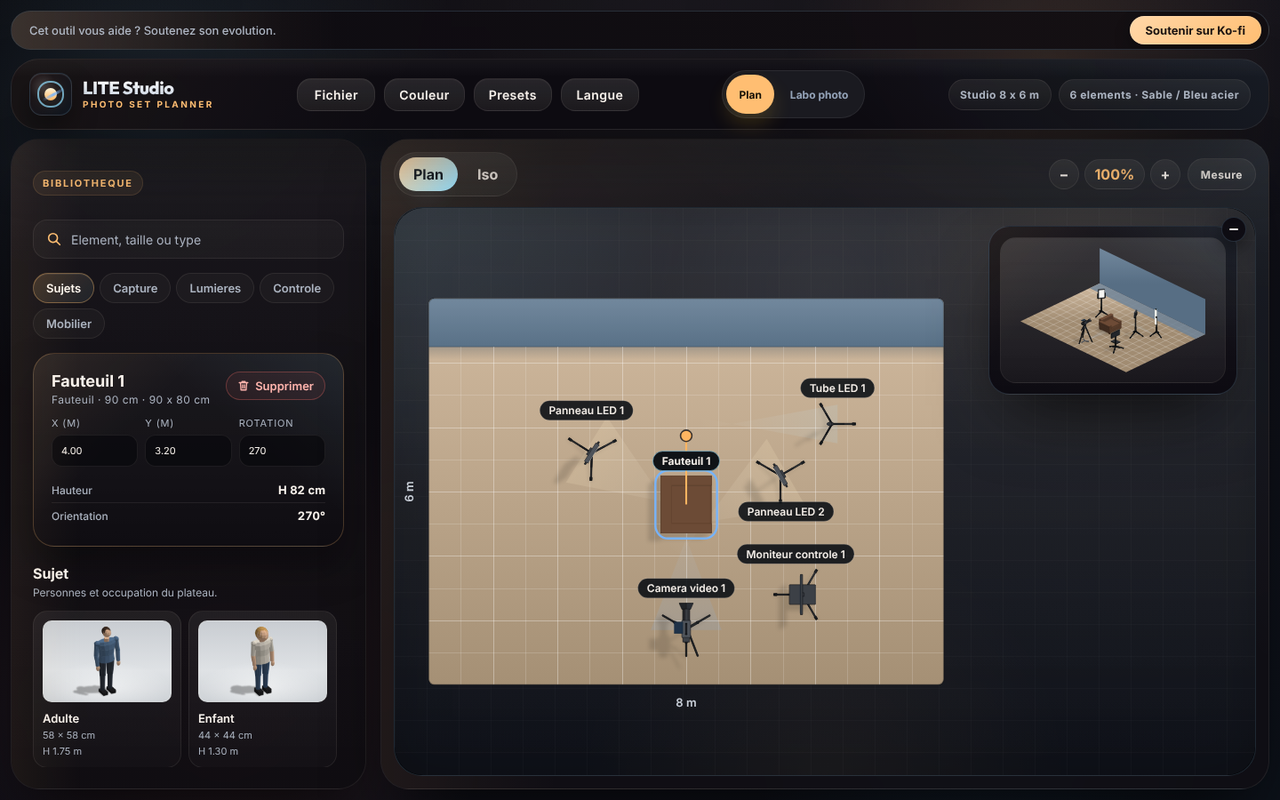 Cet outil vous aide ? Soutenez son evolution.
Soutenir sur Ko-fi
LITE Studio
PHOTO SET PLANNER
Fichier
Couleur
Presets
Langue
Plan
Labo photo
Studio 8 x 6 m
6 elements · Sable / Bleu acier
BIBLIOTHEQUE
Element, taille ou type
Sujets
Capture
Lumieres
Controle
Mobilier
Fauteuil 1
Fauteuil · 90 cm · 90 x 80 cm
Supprimer
X (M)
Y (M)
ROTATION
4.00
3.20
270
Hauteur
H 82 cm
Orientation
270°
Sujet
Personnes et occupation du plateau.
Adulte
58 × 58 cm
H 1.75 m
Enfant
44 × 44 cm
H 1.30 m
Plan
Iso
−
100%
+
Mesure
−
Tube LED 1
Panneau LED 1
Fauteuil 1
Panneau LED 2
Moniteur controle 1
Camera video 1
6 m
8 m